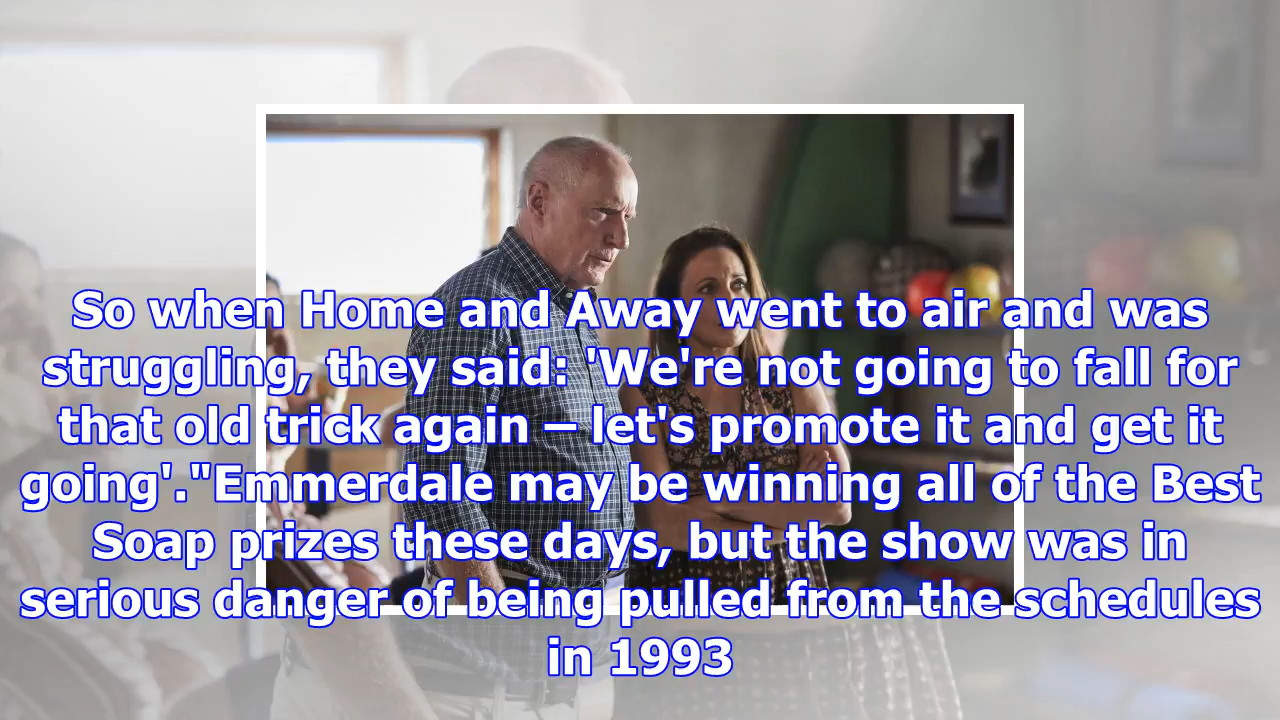 So when Home and Away went to air and was
struggling, they said: 'We're not going to fall for
that old trick again – let's promote it and get it
going'."Emmerdale may be winning all of the Best
Soap prizes these days, but the show was in
serious danger of being pulled from the schedules
in 1993